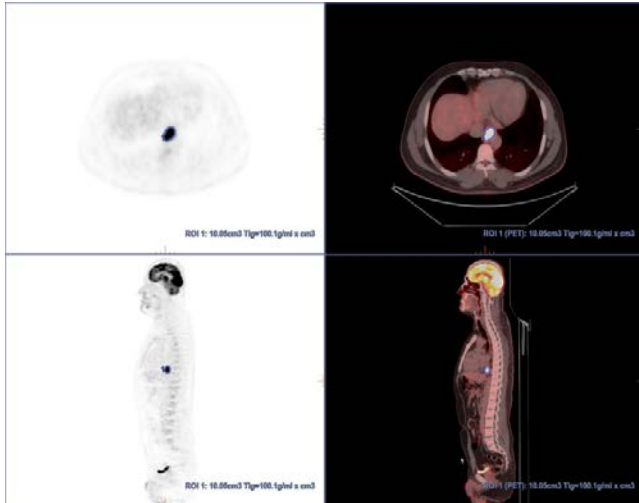 ROI 1: 10.05cm3 Tlg=100.1g/ml x cm3
ROI 1 (PET): 10.05cm3 Tlg=100.1g/ml x cm3
ROI 1: 10.05cm3 Tlg=100.1g/ml x cm3
ROI 1 (PET): 10.05cm3 Tlg=100.1g/ml x cm3